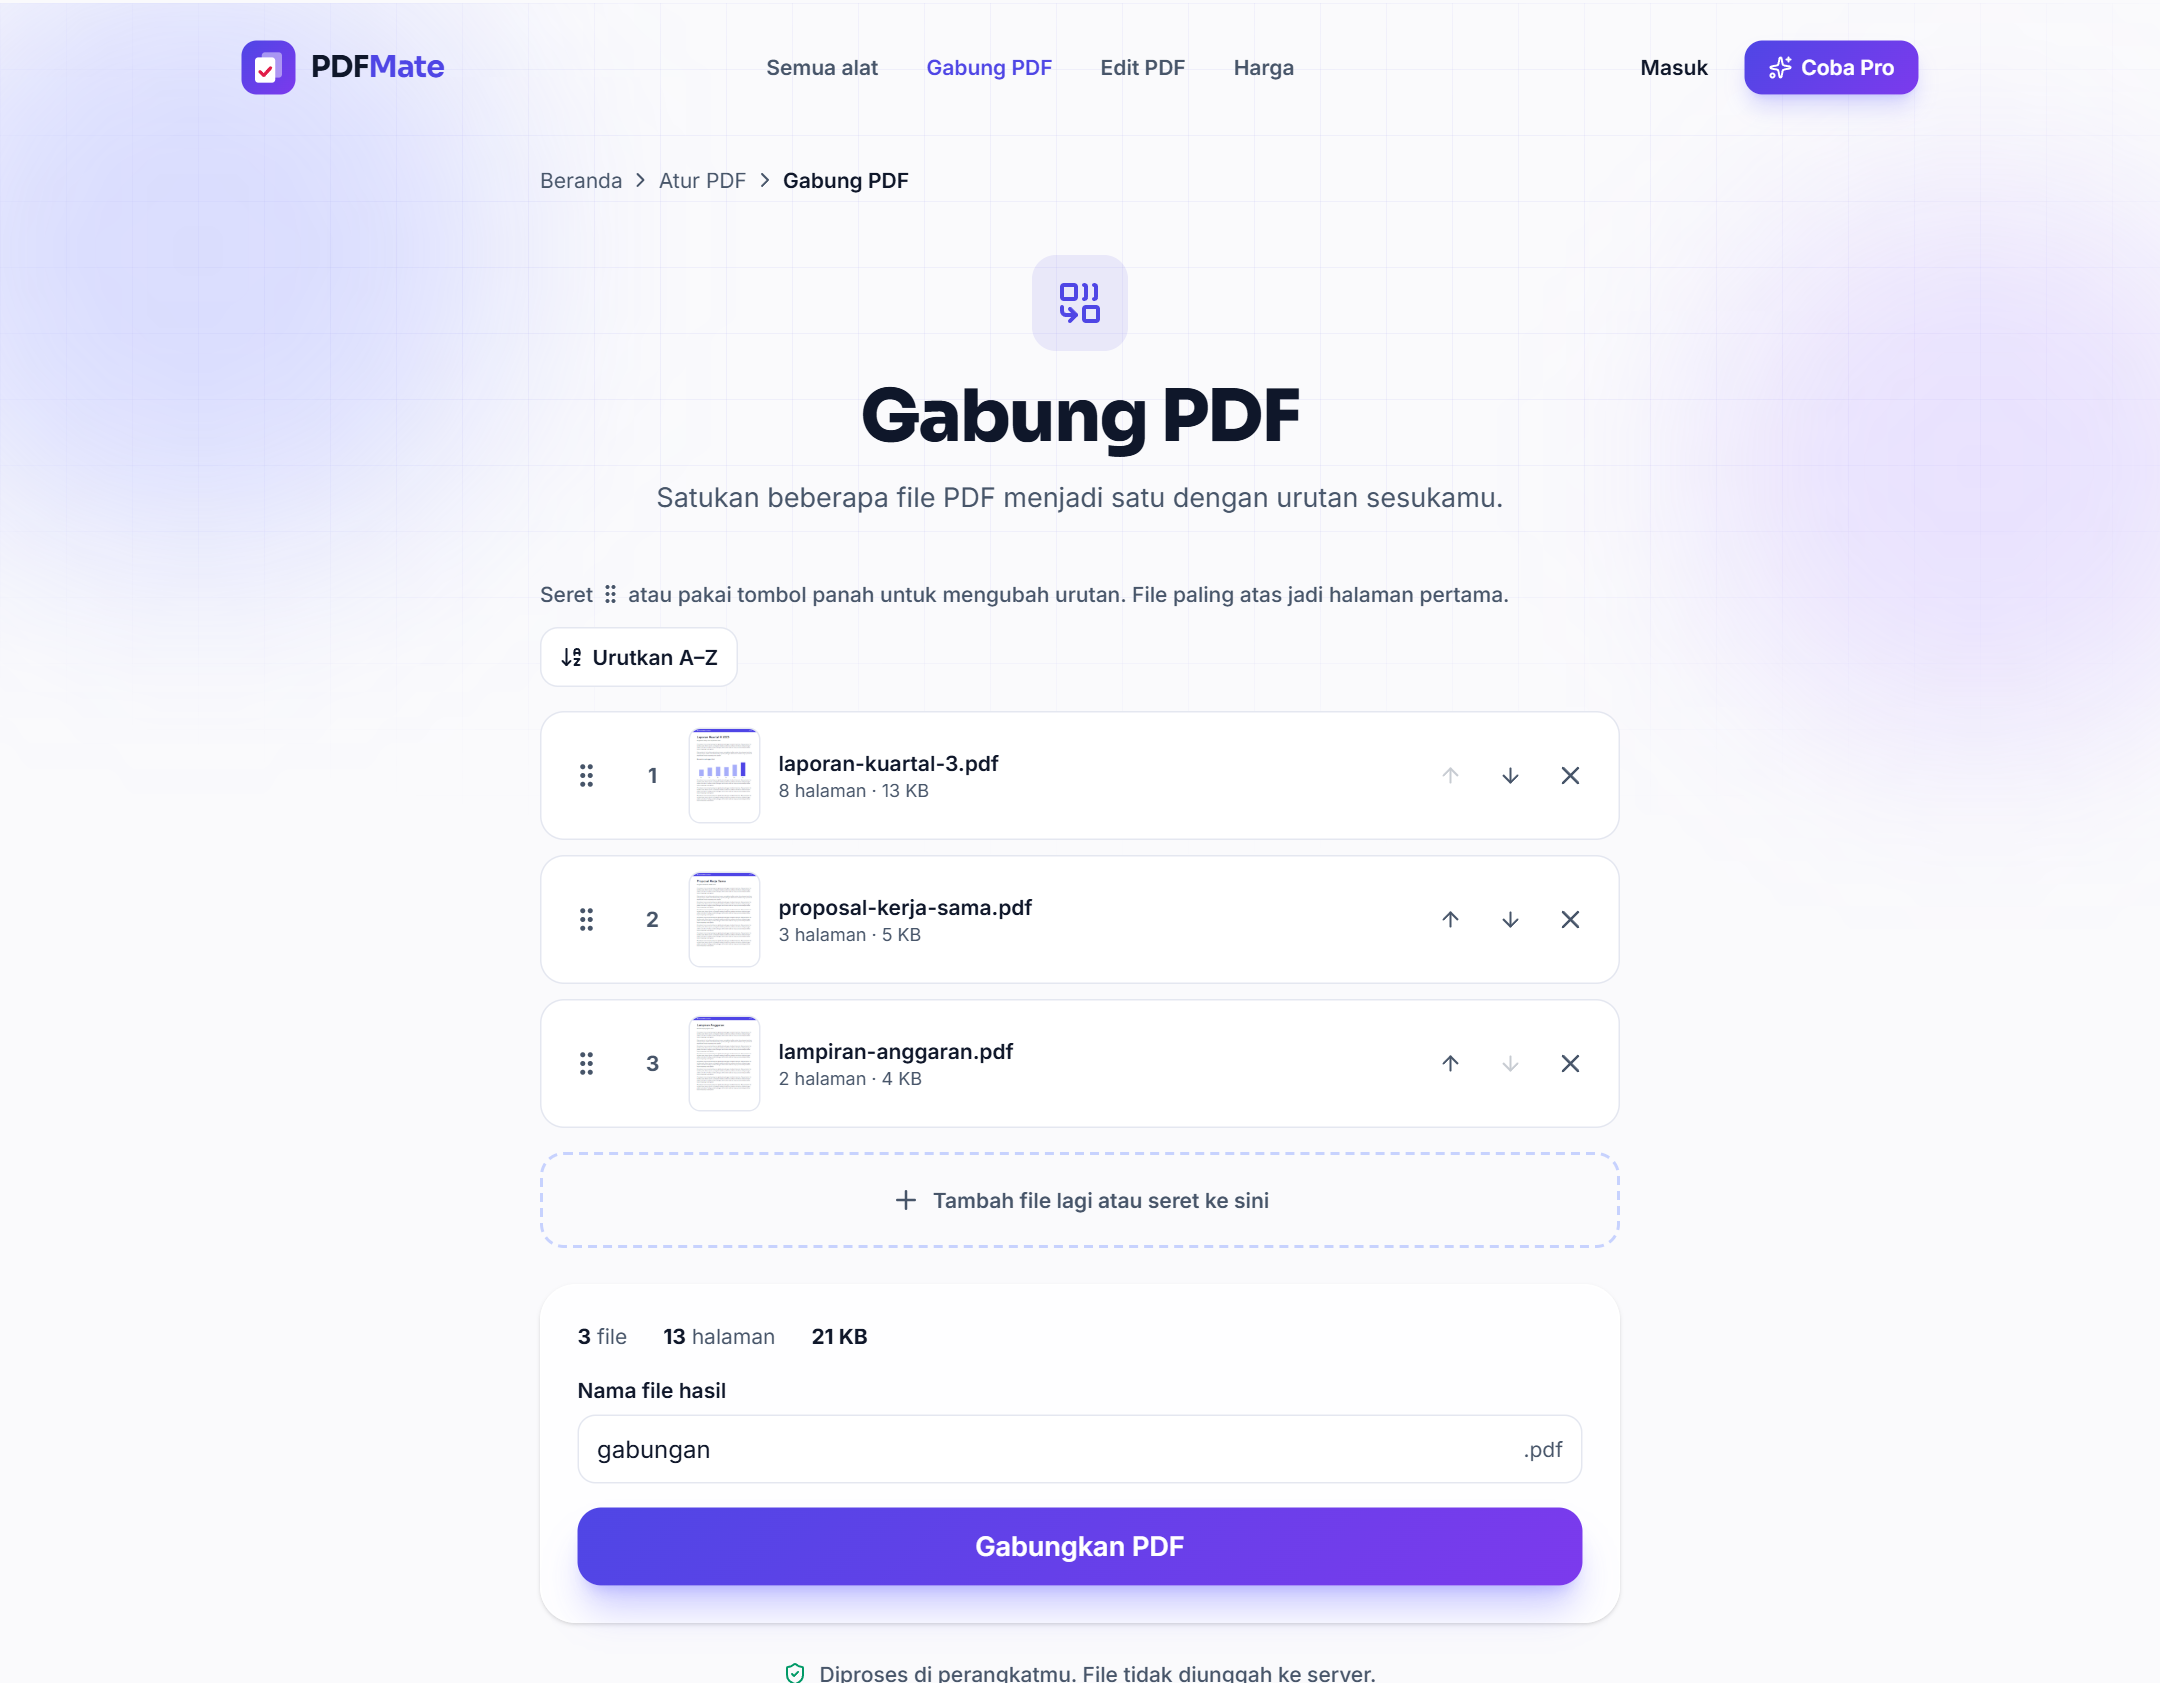 PDFMate
Semua alat
Gabung PDF
Edit PDF
Harga
Masuk
Coba Pro
Beranda > Atur PDF > Gabung PDF
Gabung PDF
Satukan beberapa file PDF menjadi satu dengan urutan sesukamu.
Seret atau pakai tombol panah untuk mengubah urutan. File paling atas jadi halaman pertama.
Urutkan A–Z
1
laporan-kuartal-3.pdf
8 halaman · 13 KB
2
proposal-kerja-sama.pdf
3 halaman · 5 KB
3
lampiran-anggaran.pdf
2 halaman · 4 KB
Tambah file lagi atau seret ke sini
3 file 13 halaman 21 KB
Nama file hasil
gabungan .pdf
Gabungkan PDF
Diproses di perangkatmu. File tidak diunggah ke server.